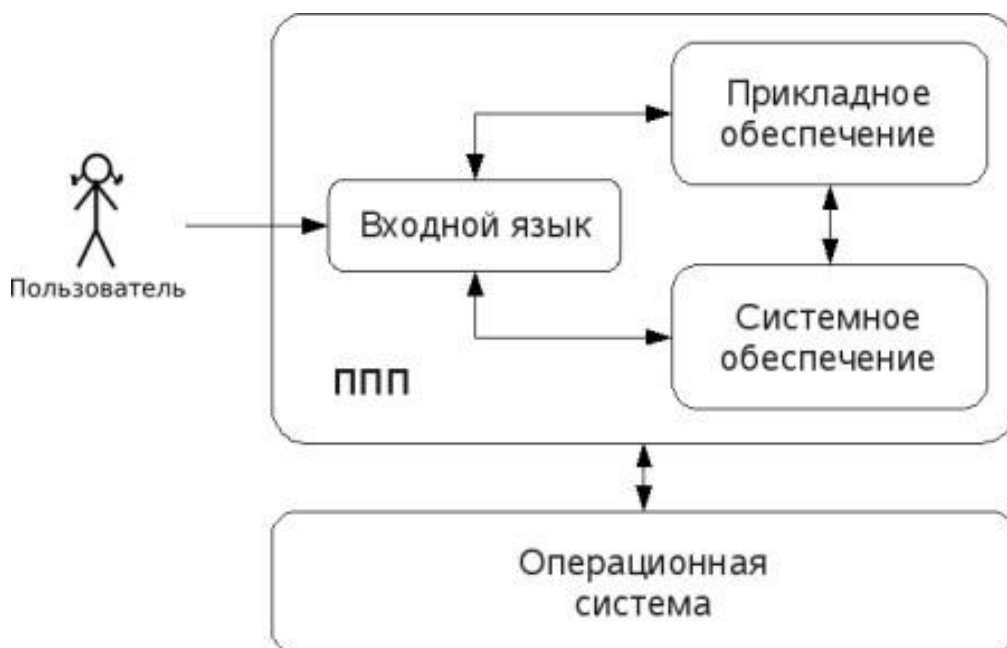 Прикладное
обеспечение
Входной язык
Пользователь
Системное
обеспечение
ППП
Операционная
система